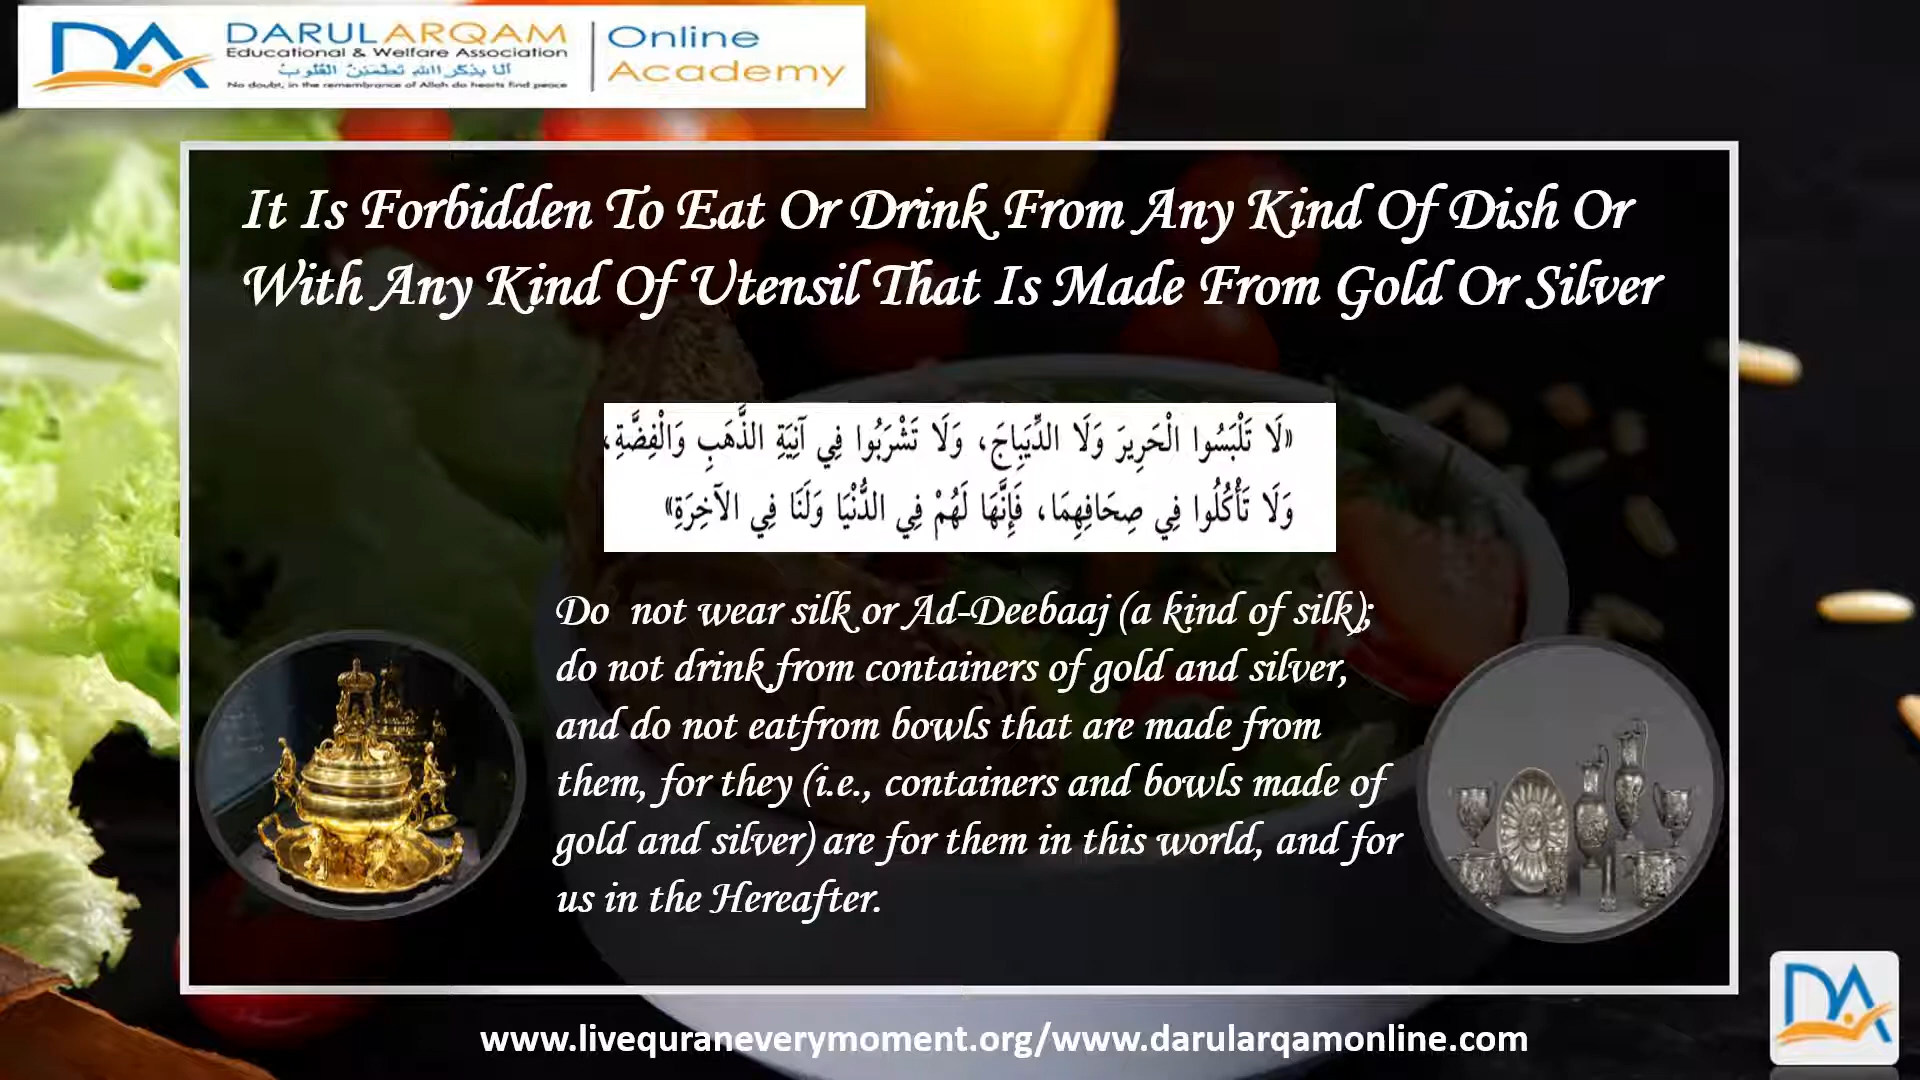 DARULARQAM
Educational & Welfare Association
ألا بذكر الله تطمئن القلوب
No doubt, in the remembrance of Allah do hearts find peace
Online
Academy
It Is Forbidden To Eat Or Drink From Any Kind Of Dish Or
With Any Kind Of Utensil That Is Made From Gold Or Silver
«لَا تَلْبَسُوا الْحَرِيرَ وَلَا الدِّيبَاجَ، وَلَا تَشْرَبُوا فِي آنِيَةِ الذَّهَبِ وَالْفِضَّةِ،
وَلَا تَأْكُلُوا فِي صِحَافِهِمَا، فَإِنَّهَا لَهُمْ فِي الدُّنْيَا وَلَنَا فِي الآخِرَةِ»
Do not wear silk or Ad-Deebaaj (a kind of silk);
do not drink from containers of gold and silver,
and do not eatfrom bowls that are made from
them, for they (i.e., containers and bowls made of
gold and silver) are for them in this world, and for
us in the Hereafter.
DA
www.livequraneverymoment.org/www.darularqamonline.com